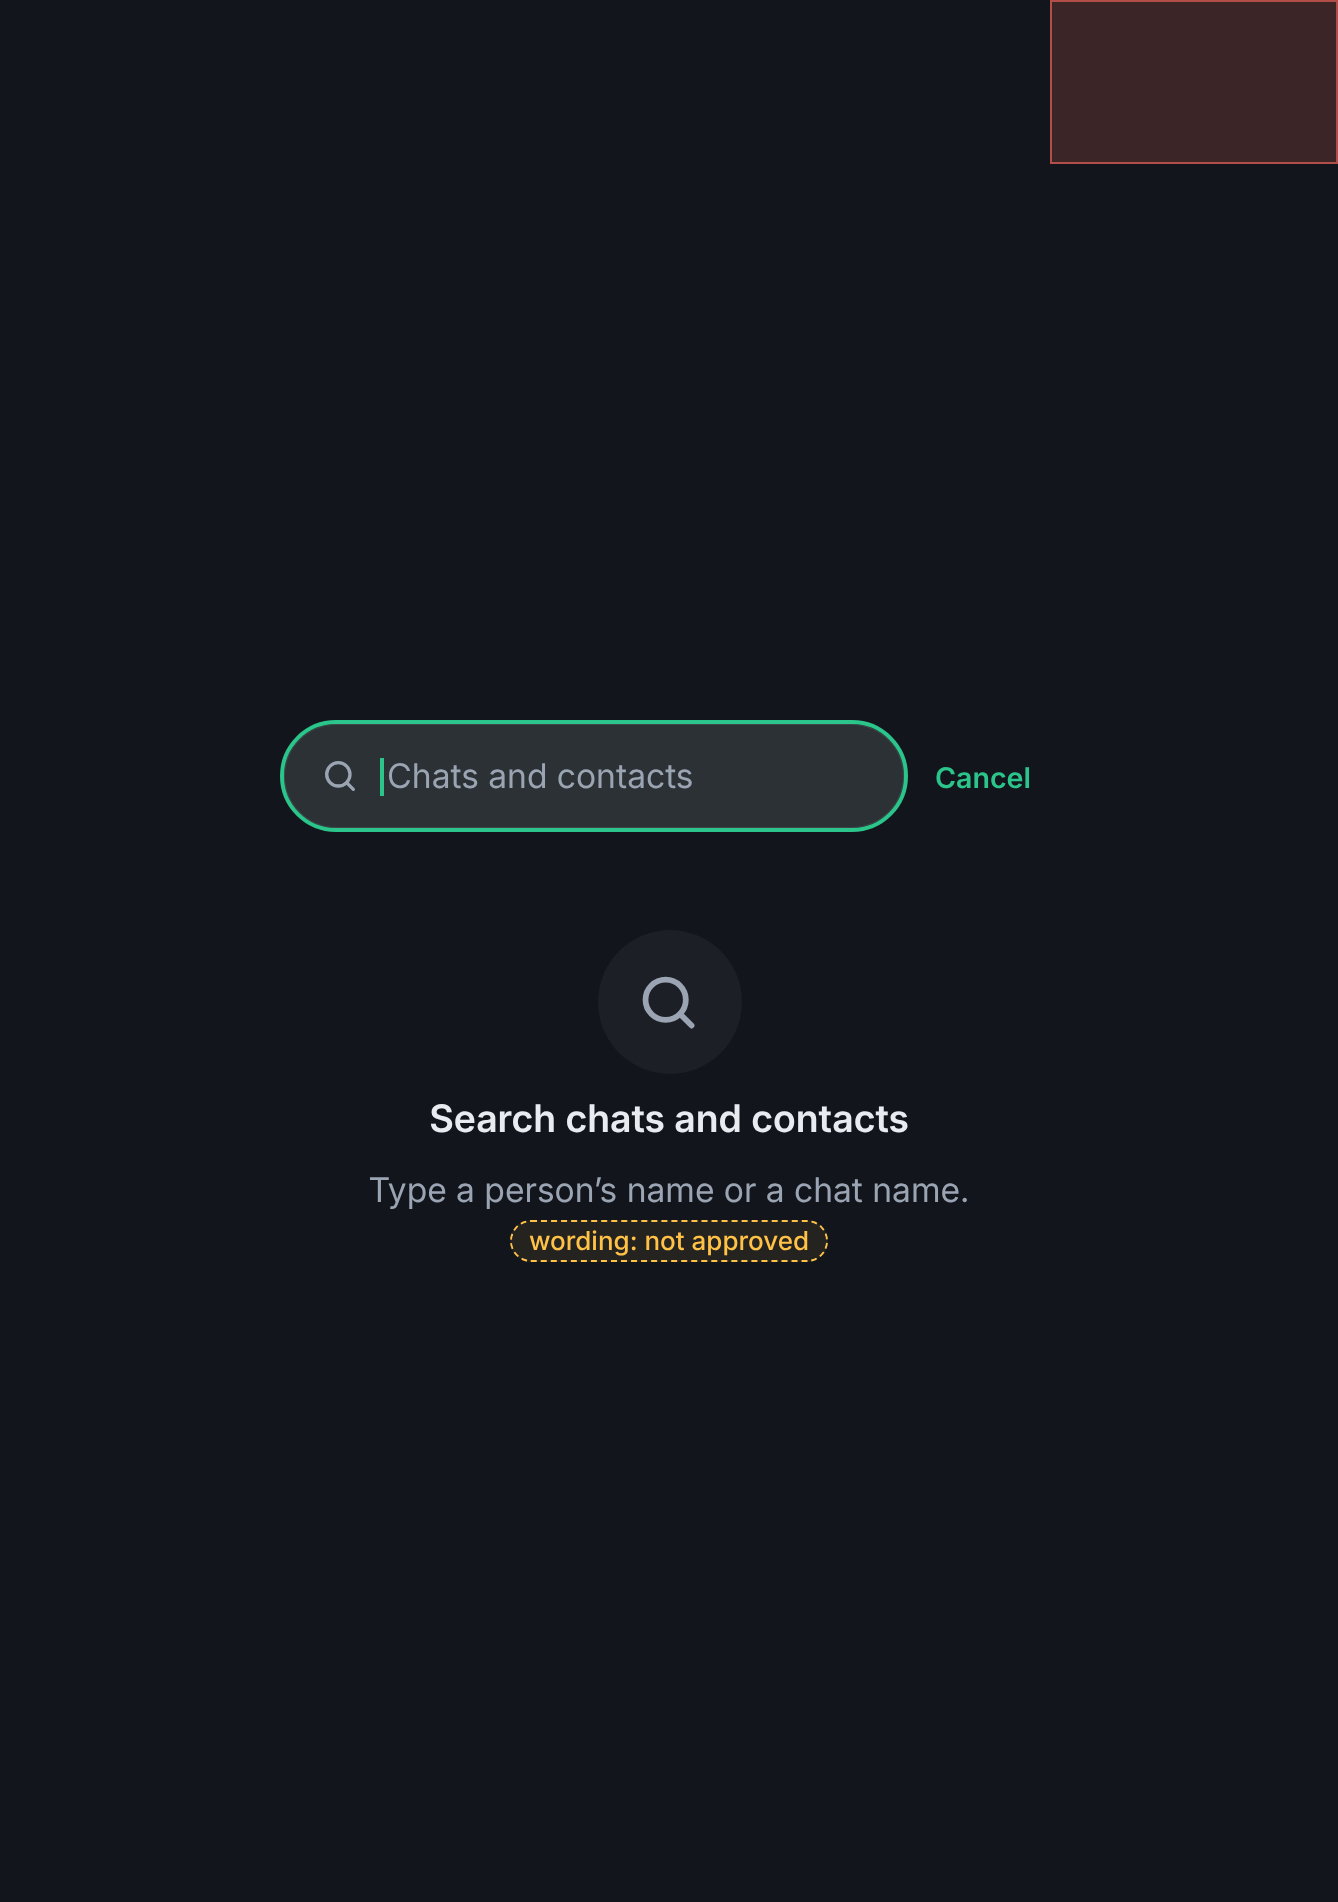 Chats and contacts
Cancel
Search chats and contacts
Type a person’s name or a chat name.
wording: not approved